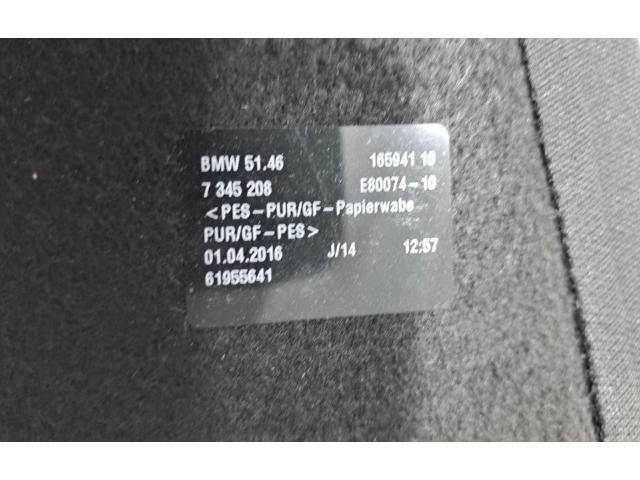 BMW 51.46 165941 10
7 345 208 E80074-10
<PES-PUR/GF-Papierwabe
PUR/GF-PES>
01.04.2016 J/14 12:57
61955641